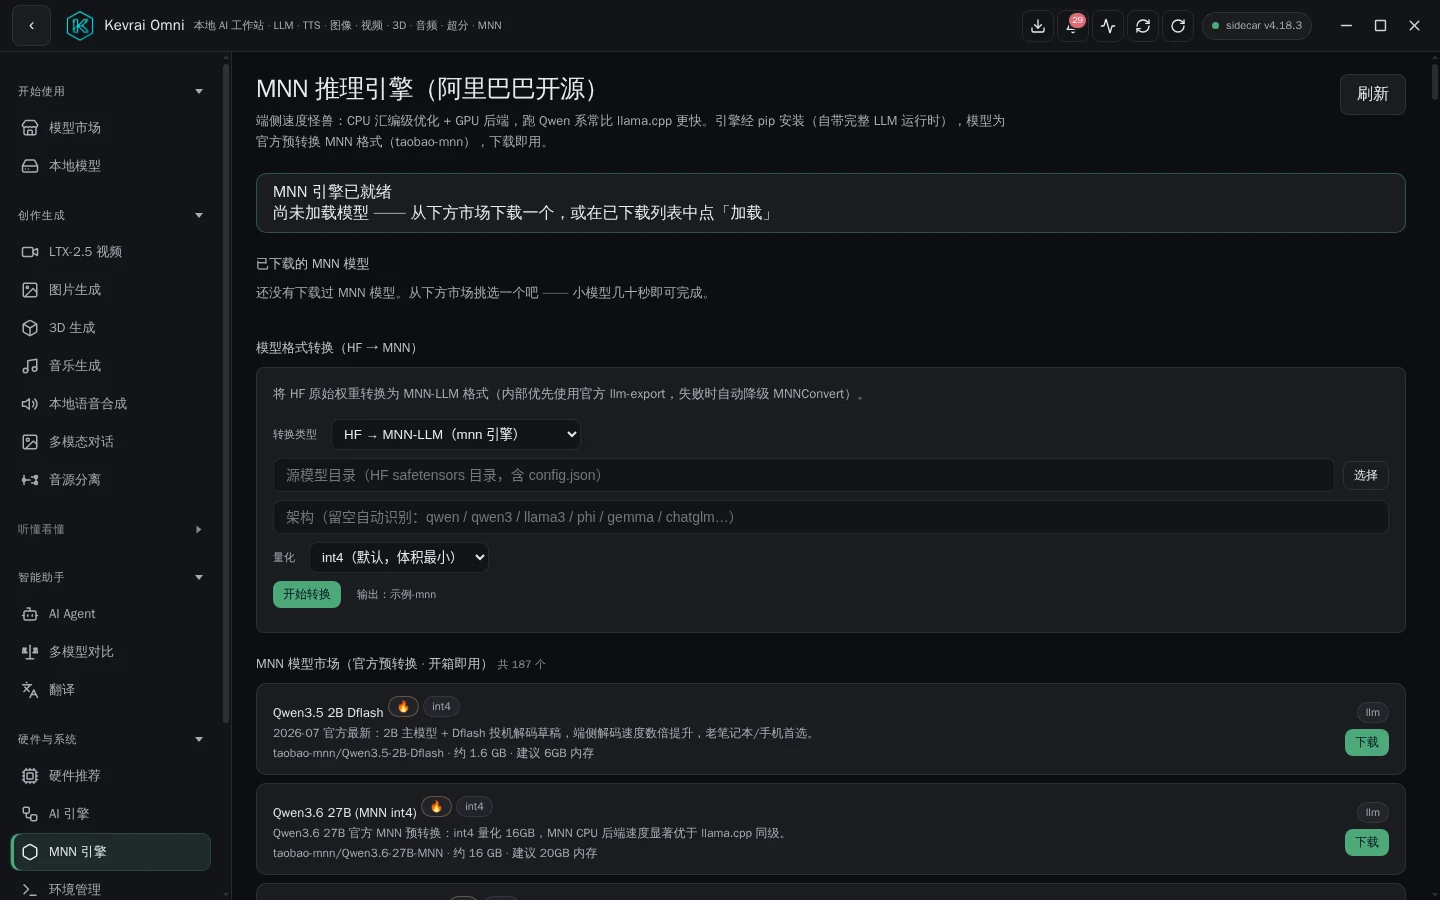 ‹ Kevrai Omni 本地 AI 工作站 · LLM · TTS · 图像 · 视频 · 3D · 音频 · 超分 · MNN 29 sidecar v4.18.3
开始使用
模型市场
本地模型
创作生成
LTX-2.5 视频
图片生成
3D 生成
音乐生成
本地语音合成
多模态对话
音源分离
听懂看懂
智能助手
AI Agent
多模型对比
翻译
硬件与系统
硬件推荐
AI 引擎
MNN 引擎
环境管理
MNN 推理引擎（阿里巴巴开源）
刷新
端侧速度怪兽：CPU 汇编级优化 + GPU 后端，跑 Qwen 系常比 llama.cpp 更快。引擎经 pip 安装（自带完整 LLM 运行时），模型为
官方预转换 MNN 格式（taobao-mnn），下载即用。
MNN 引擎已就绪
尚未加载模型 —— 从下方市场下载一个，或在已下载列表中点「加载」
已下载的 MNN 模型
还没有下载过 MNN 模型。从下方市场挑选一个吧 —— 小模型几十秒即可完成。
模型格式转换（HF → MNN）
将 HF 原始权重转换为 MNN-LLM 格式（内部优先使用官方 llm-export，失败时自动降级 MNNConvert）。
转换类型 HF → MNN-LLM（mnn 引擎）
源模型目录（HF safetensors 目录，含 config.json） 选择
架构（留空自动识别：qwen / qwen3 / llama3 / phi / gemma / chatglm…）
量化 int4（默认，体积最小）
开始转换 输出：示例-mnn
MNN 模型市场（官方预转换 · 开箱即用） 共 187 个
Qwen3.5 2B Dflash 🔥 int4 llm
2026-07 官方最新：2B 主模型 + Dflash 投机解码草稿，端侧解码速度数倍提升，老笔记本/手机首选。
taobao-mnn/Qwen3.5-2B-Dflash · 约 1.6 GB · 建议 6GB 内存
下载
Qwen3.6 27B (MNN int4) 🔥 int4 llm
Qwen3.6 27B 官方 MNN 预转换：int4 量化 16GB，MNN CPU 后端速度显著优于 llama.cpp 同级。
taobao-mnn/Qwen3.6-27B-MNN · 约 16 GB · 建议 20GB 内存
下载